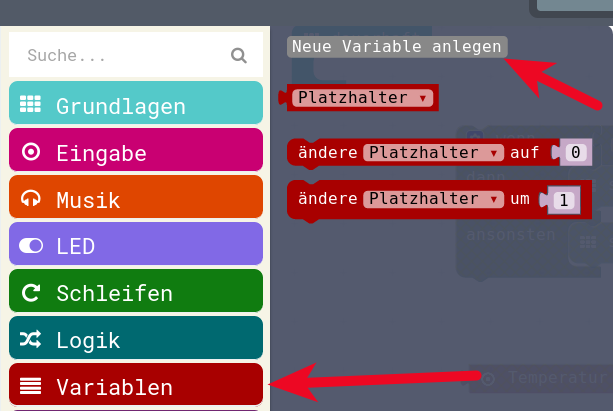 Suche...
Grundlagen
Eingabe
Musik
LED
Schleifen
Logik
Variablen
Neue Variable anlegen
Platzhalter
ändere Platzhalter auf 0
ändere Platzhalter um 1
dann
ansonsten
Temperatur